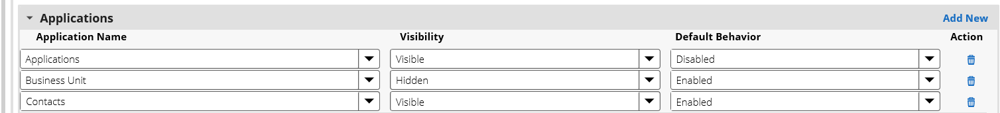 Applications Add New
Application Name Visibility Default Behavior Action
Applications Visible Disabled
Business Unit Hidden Enabled
Contacts Visible Enabled